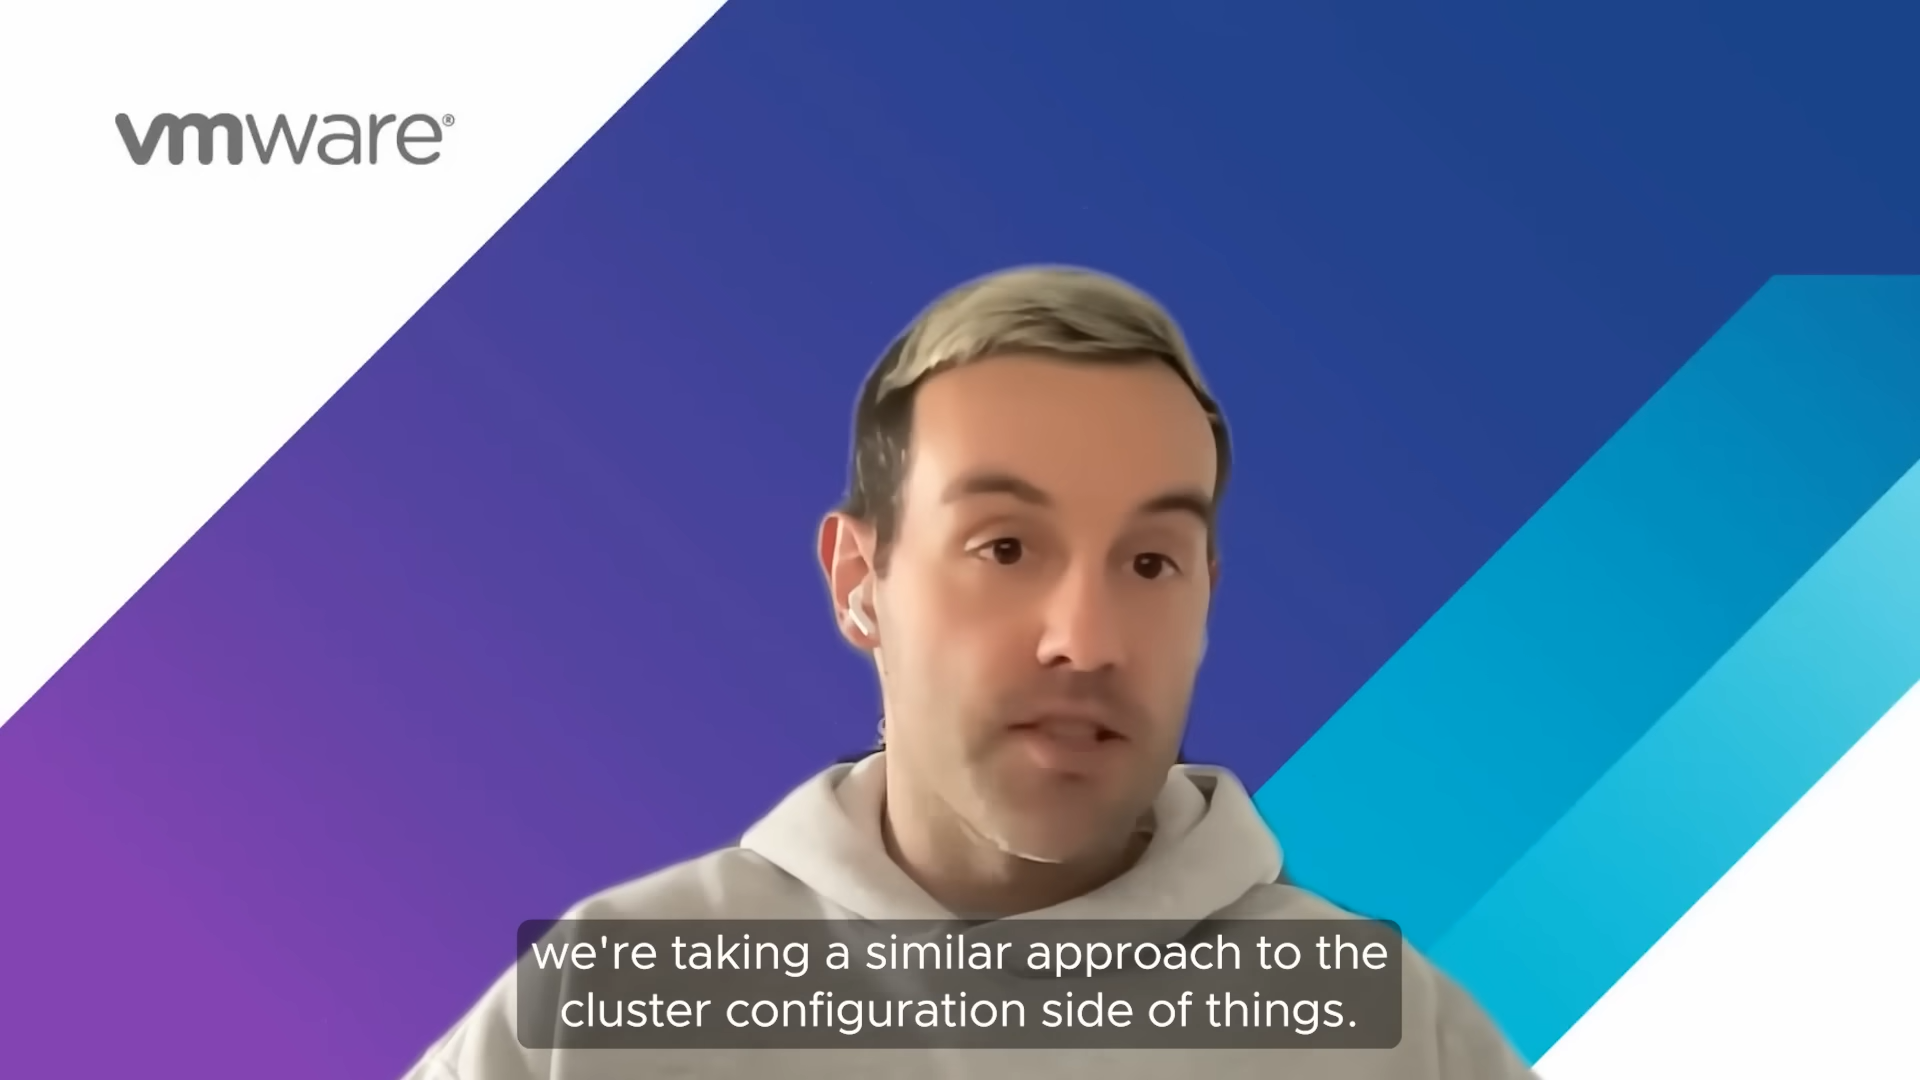 vmware®
we're taking a similar approach to the
cluster configuration side of things.